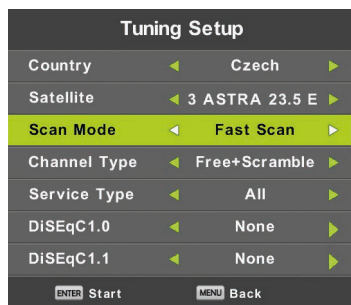 Tuning Setup
Country Czech
Satellite 3 ASTRA 23.5 E
Scan Mode Fast Scan
Channel Type Free+Scramble
Service Type All
DiSEqC1.0 None
DiSEqC1.1 None
ENTER Start MENU Back